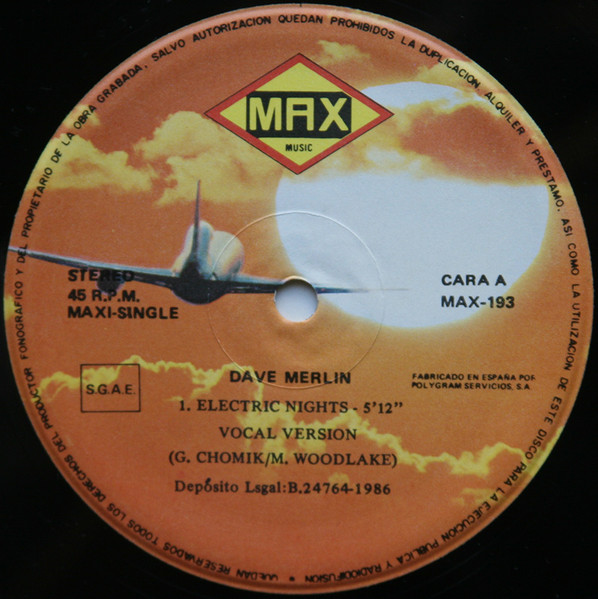 QUEDAN RESERVADOS TODOS LOS DERECHOS DEL PRODUCTOR FONOGRAFICO Y DEL PROPIETARIO DE LA OBRA GRABADA. SALVO AUTORIZACION QUEDAN PROHIBIDOS LA DUPLICACION ALQUILER Y PRESTAMO, ASI COMO LA UTILIZACION DE ESTE DISCO PARA LA EJECUCION PUBLICA Y RADIODIFUSION *
MAX
MUSIC
STEREO
45 R.P.M.
MAXI-SINGLE
CARA A
MAX-193
S.G.A.E.
DAVE MERLIN
FABRICADO EN ESPAÑA POR
POLYGRAM SERVICIOS, S.A.
1. ELECTRIC NIGHTS - 5'12"
VOCAL VERSION
(G. CHOMIK/M. WOODLAKE)
Depósito Lsgal:B.24764-1986